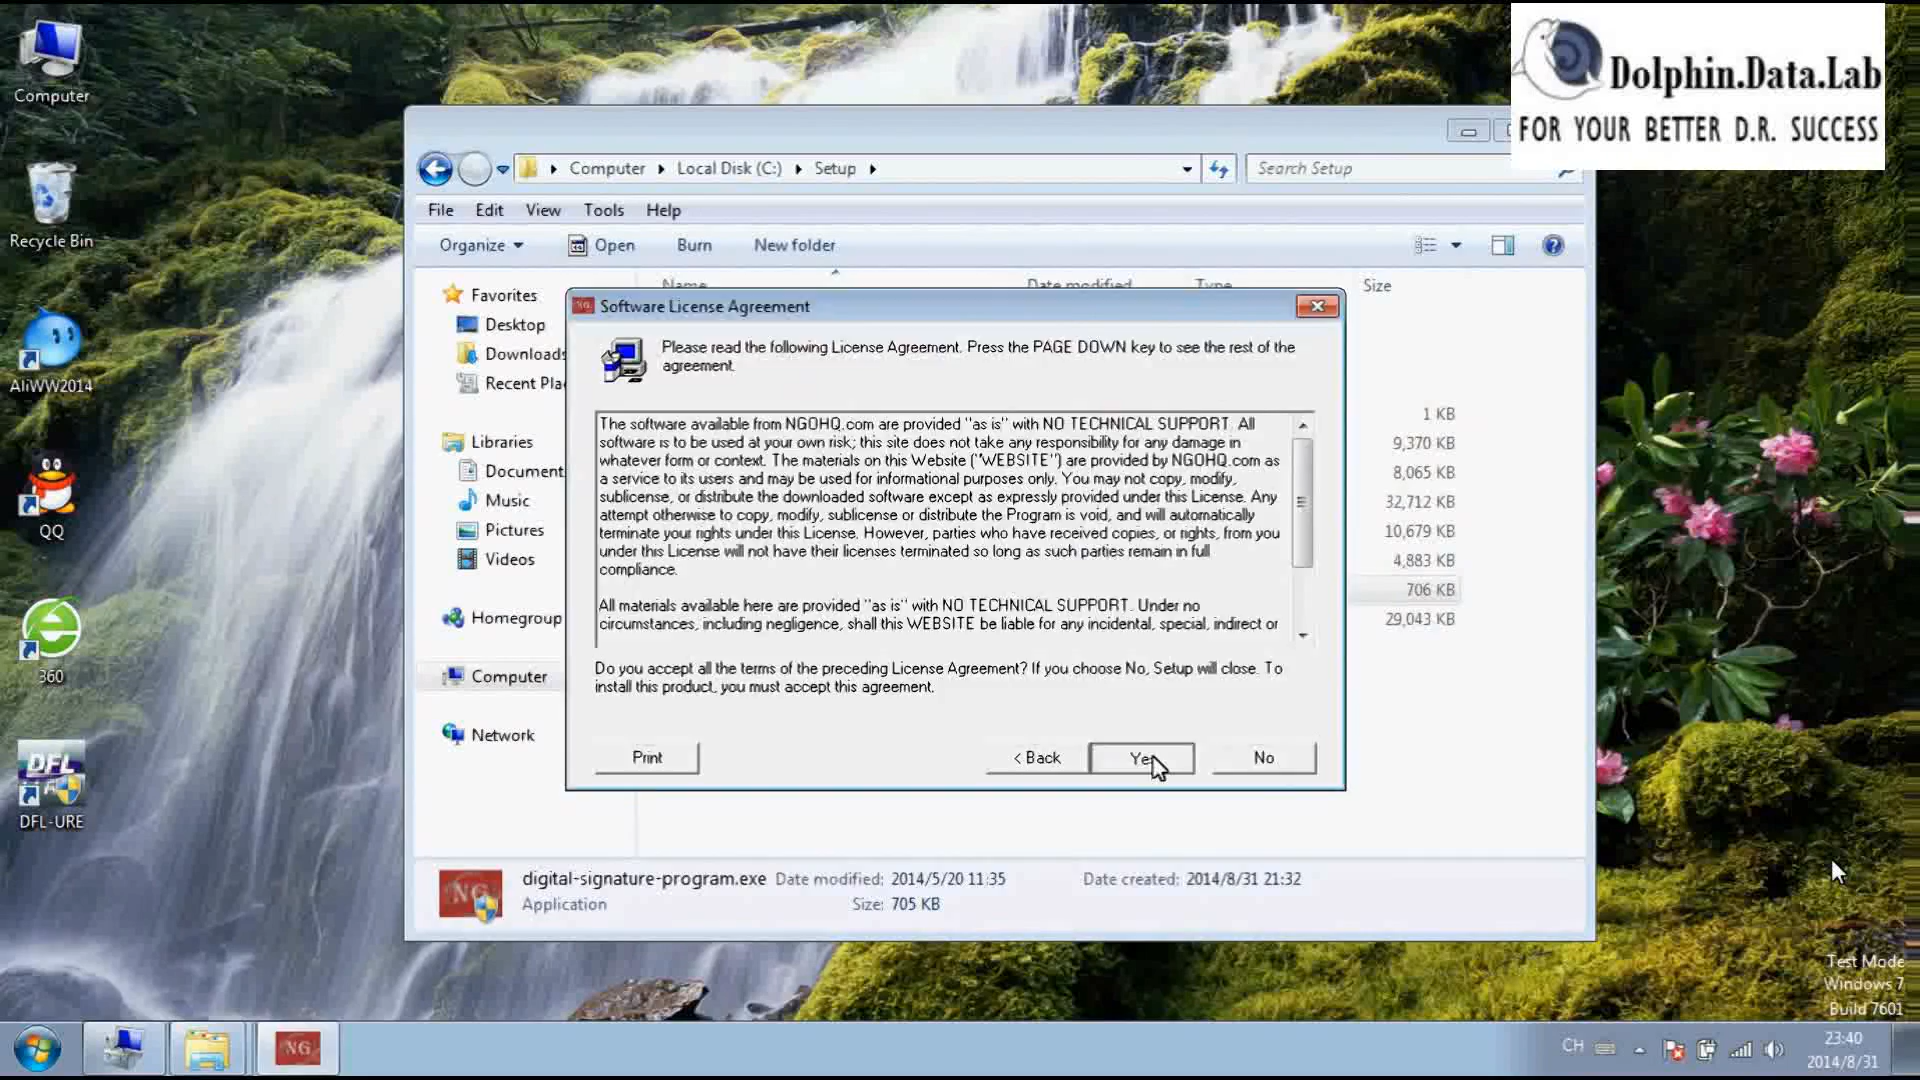 Computer
Recycle Bin
AliWW2014
QQ
360
DFL
DFL-URE
Dolphin.Data.Lab
FOR YOUR BETTER D.R. SUCCESS
Computer Local Disk (C:) Setup
Search Setup
File Edit View Tools Help
Organize Open Burn New folder
Name Date modified Type Size
Favorites
Desktop
Downloads
Recent Pla
Libraries
Document
Music
Pictures
Videos
Homegroup
Computer
Network
1 KB
9,370 KB
8,065 KB
32,712 KB
10,679 KB
4,883 KB
706 KB
29,043 KB
NG Software License Agreement
Please read the following License Agreement. Press the PAGE DOWN key to see the rest of the
agreement.
The software available from NGOHQ.com are provided "as is" with NO TECHNICAL SUPPORT. All
software is to be used at your own risk; this site does not take any responsibility for any damage in
whatever form or context. The materials on this Website ("WEBSITE") are provided by NGOHQ.com as
a service to its users and may be used for informational purposes only. You may not copy, modify,
sublicense, or distribute the downloaded software except as expressly provided under this License. Any
attempt otherwise to copy, modify, sublicense or distribute the Program is void, and will automatically
terminate your rights under this License. However, parties who have received copies, or rights, from you
under this License will not have their licenses terminated so long as such parties remain in full
compliance.
All materials available here are provided "as is" with NO TECHNICAL SUPPORT. Under no
circumstances, including negligence, shall this WEBSITE be liable for any incidental, special, indirect or
Do you accept all the terms of the preceding License Agreement? If you choose No, Setup will close. To
install this product, you must accept this agreement.
Print < Back Yes No
NG
digital-signature-program.exe Date modified: 2014/5/20 11:35 Date created: 2014/8/31 21:32
Application Size: 705 KB
Test Mode
Windows 7
Build 7601
NG
CH
23:40
2014/8/31